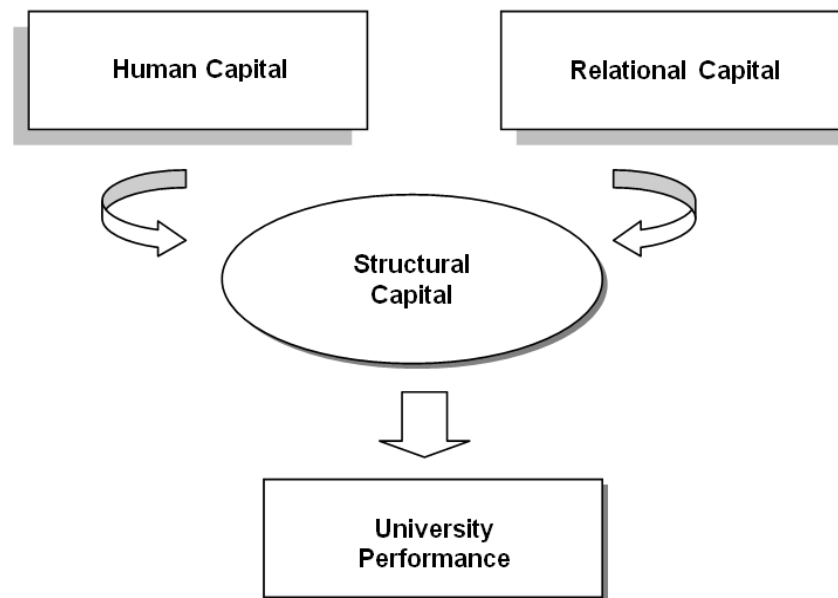 Human Capital
Relational Capital
Structural
Capital
University
Performance